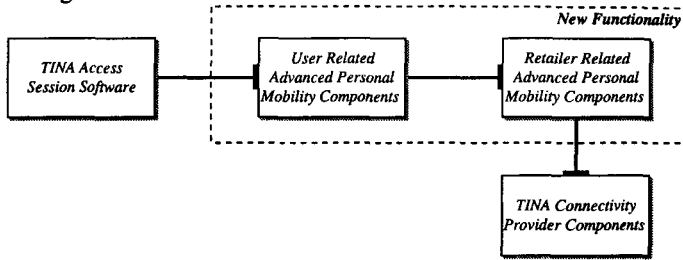 New Functionality
TINA Access
Session Software
User Related
Advanced Personal
Mobility Components
Retailer Related
Advanced Personal
Mobility Components
TINA Connectivity
Provider Components